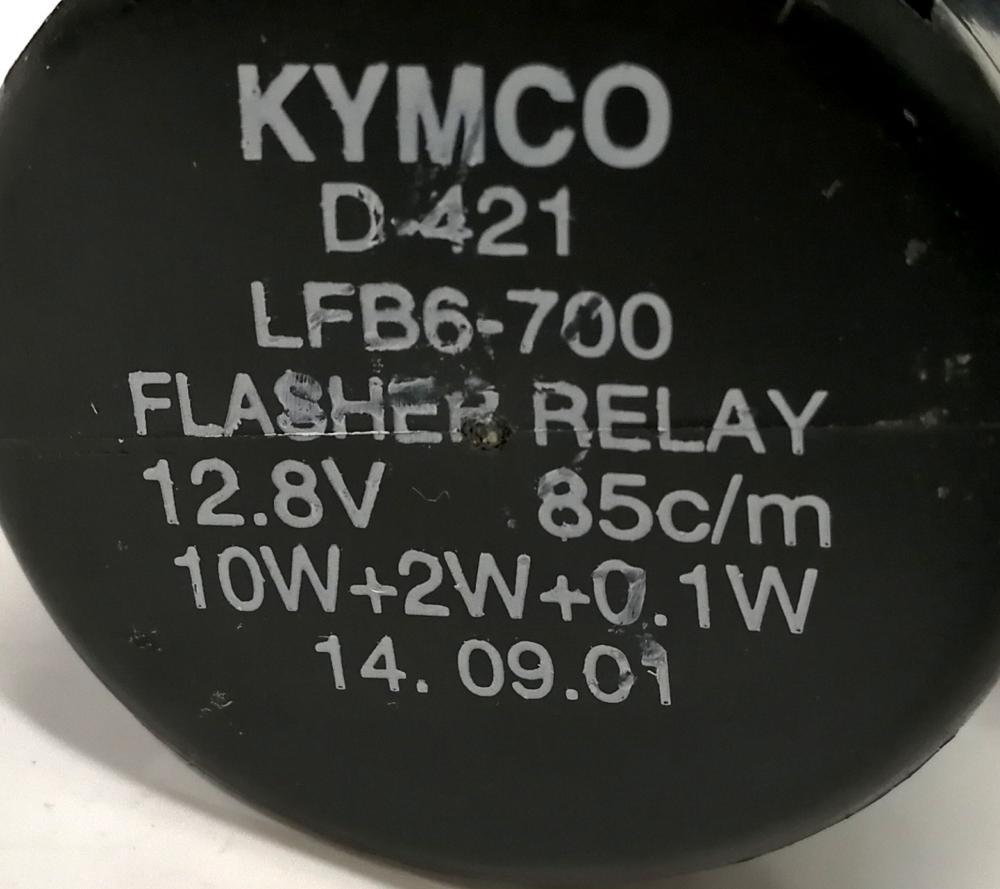 KYMCO
D-421
LFB6-700
FLASHER RELAY
12.8V 85c/m
10W+2W+0.1W
14. 09.01